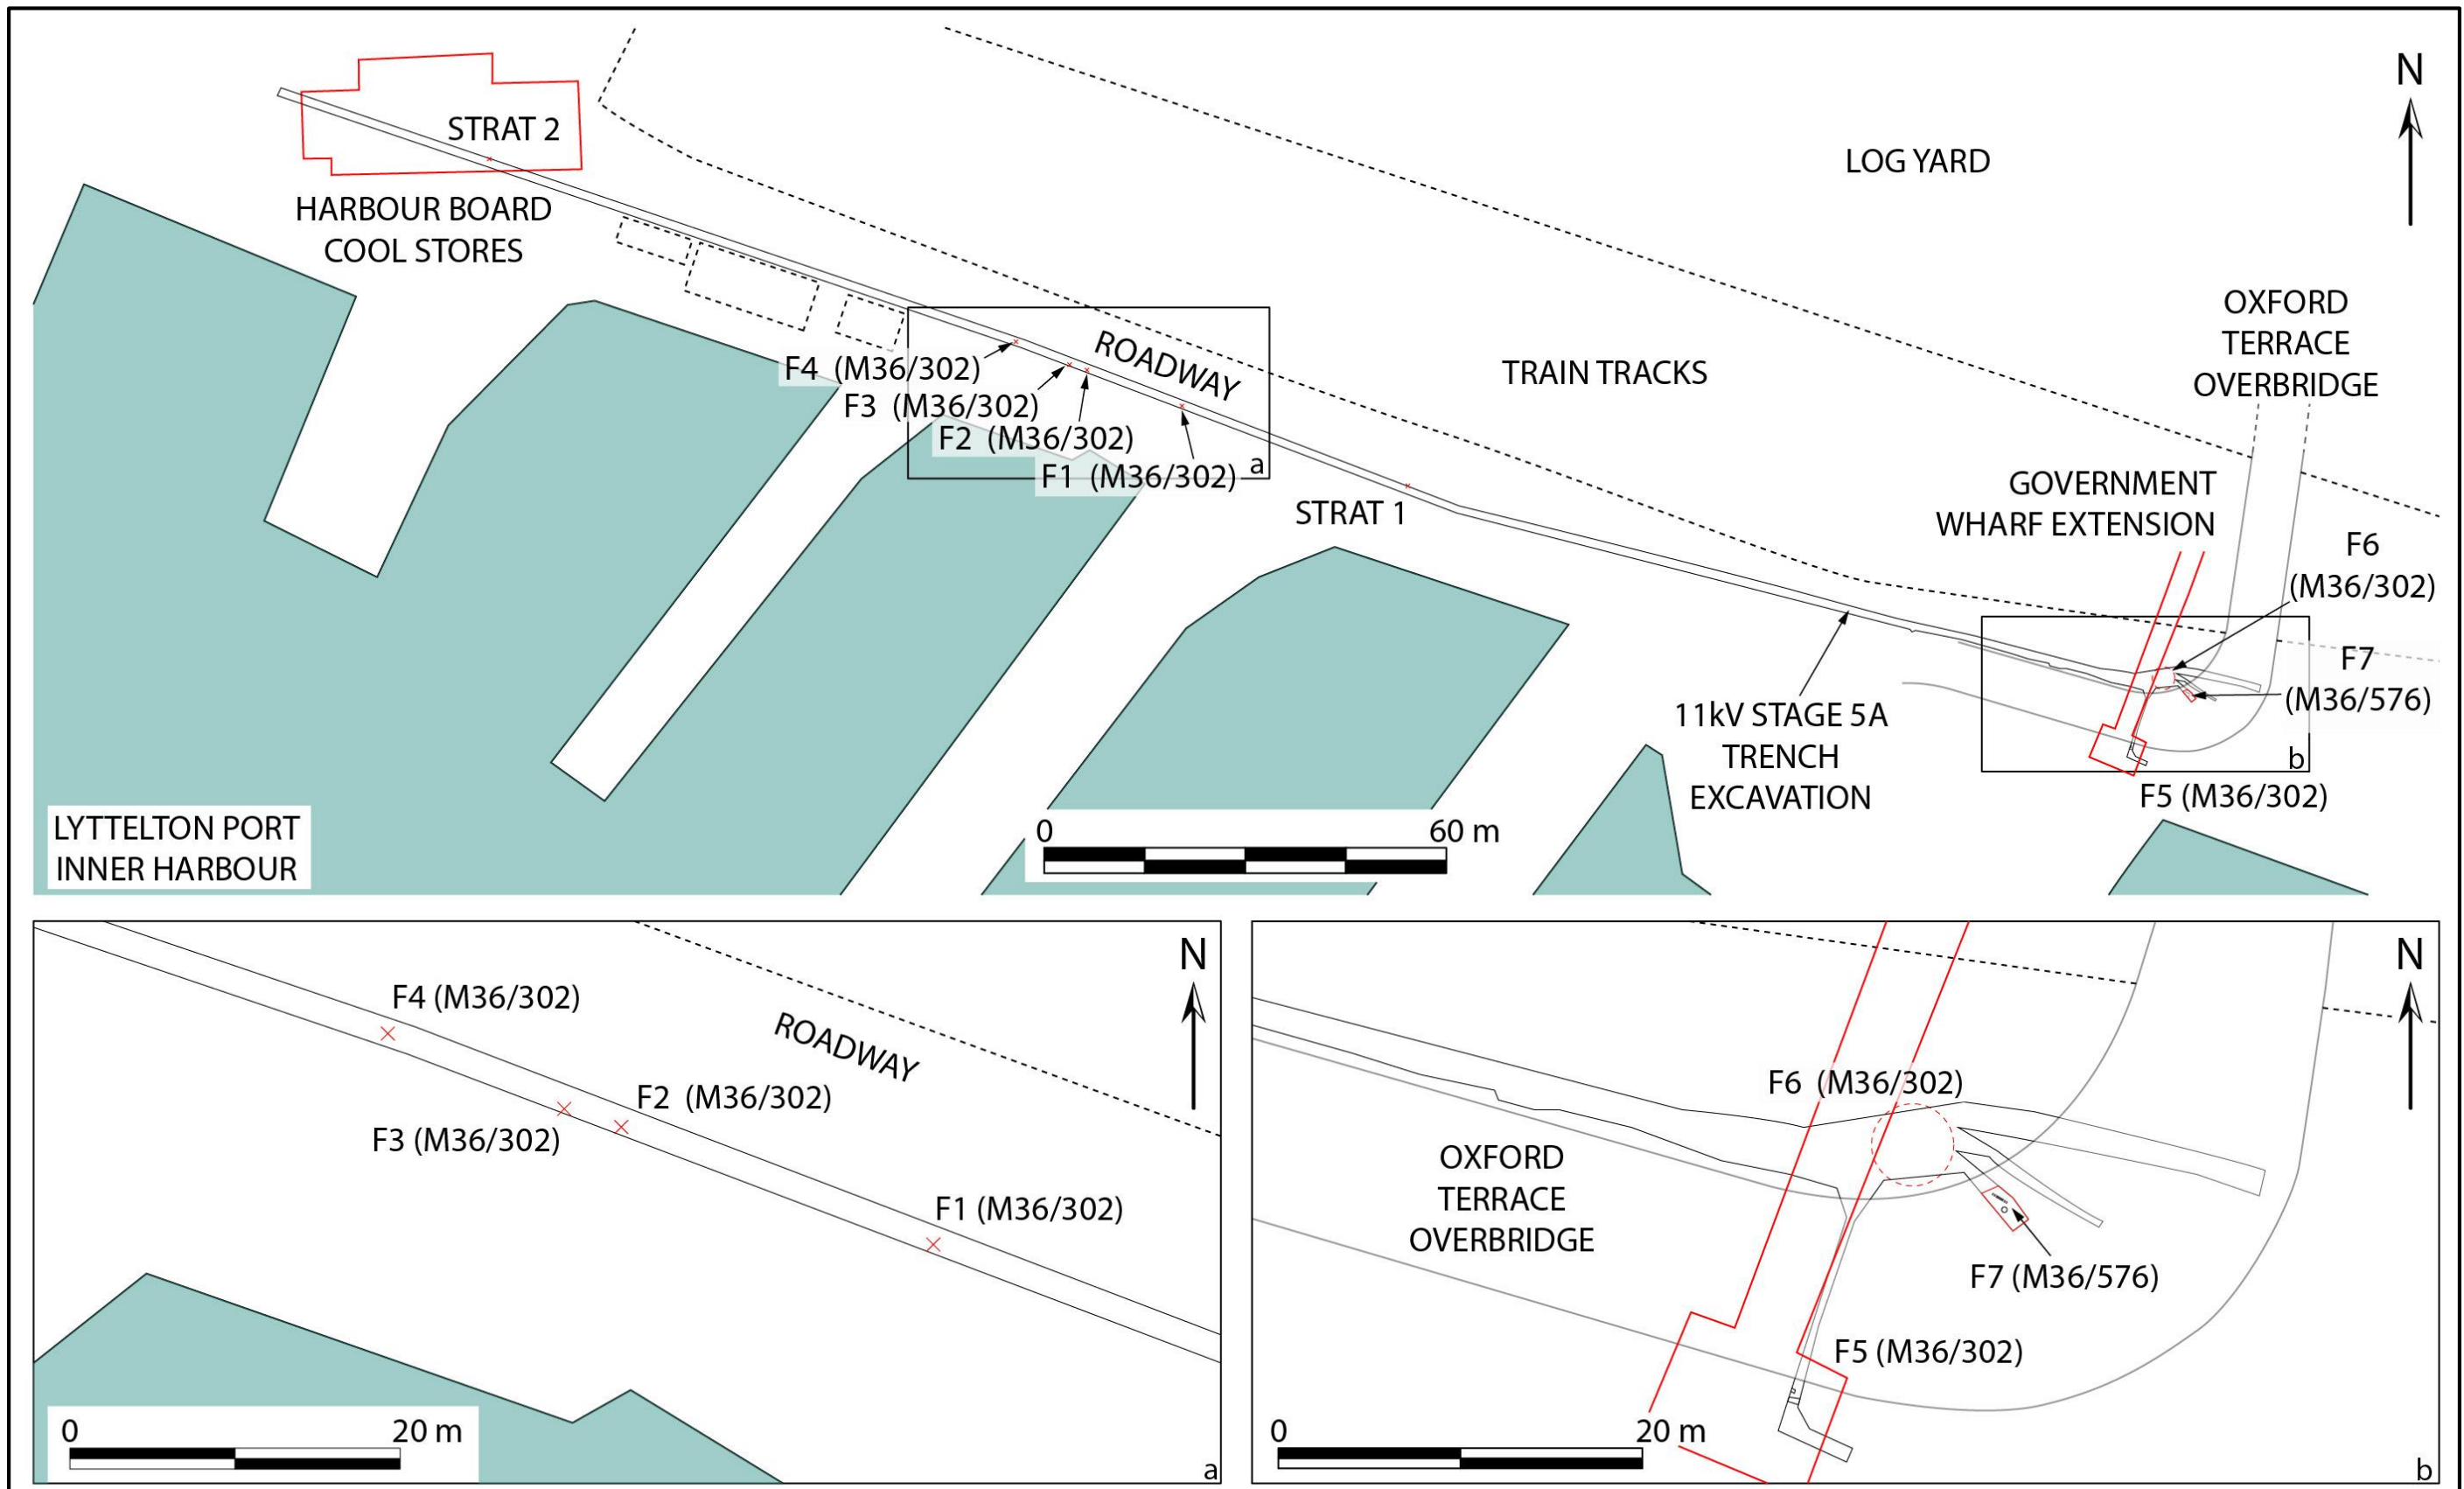 STRAT 2
HARBOUR BOARD
COOL STORES
N
LOG YARD
OXFORD
TERRACE
OVERBRIDGE
ROADWAY
TRAIN TRACKS
F4 (M36/302)
F3 (M36/302)
F2 (M36/302)
F1 (M36/302)
a
STRAT 1
GOVERNMENT
WHARF EXTENSION
F6
(M36/302)
F7
(M36/576)
b
F5 (M36/302)
11kV STAGE 5A
TRENCH
EXCAVATION
LYTTELTON PORT
INNER HARBOUR
0 60 m
N
F4 (M36/302)
ROADWAY
F2 (M36/302)
F3 (M36/302)
F1 (M36/302)
0 20 m
a
N
F6 (M36/302)
OXFORD
TERRACE
OVERBRIDGE
F7 (M36/576)
F5 (M36/302)
0 20 m
b